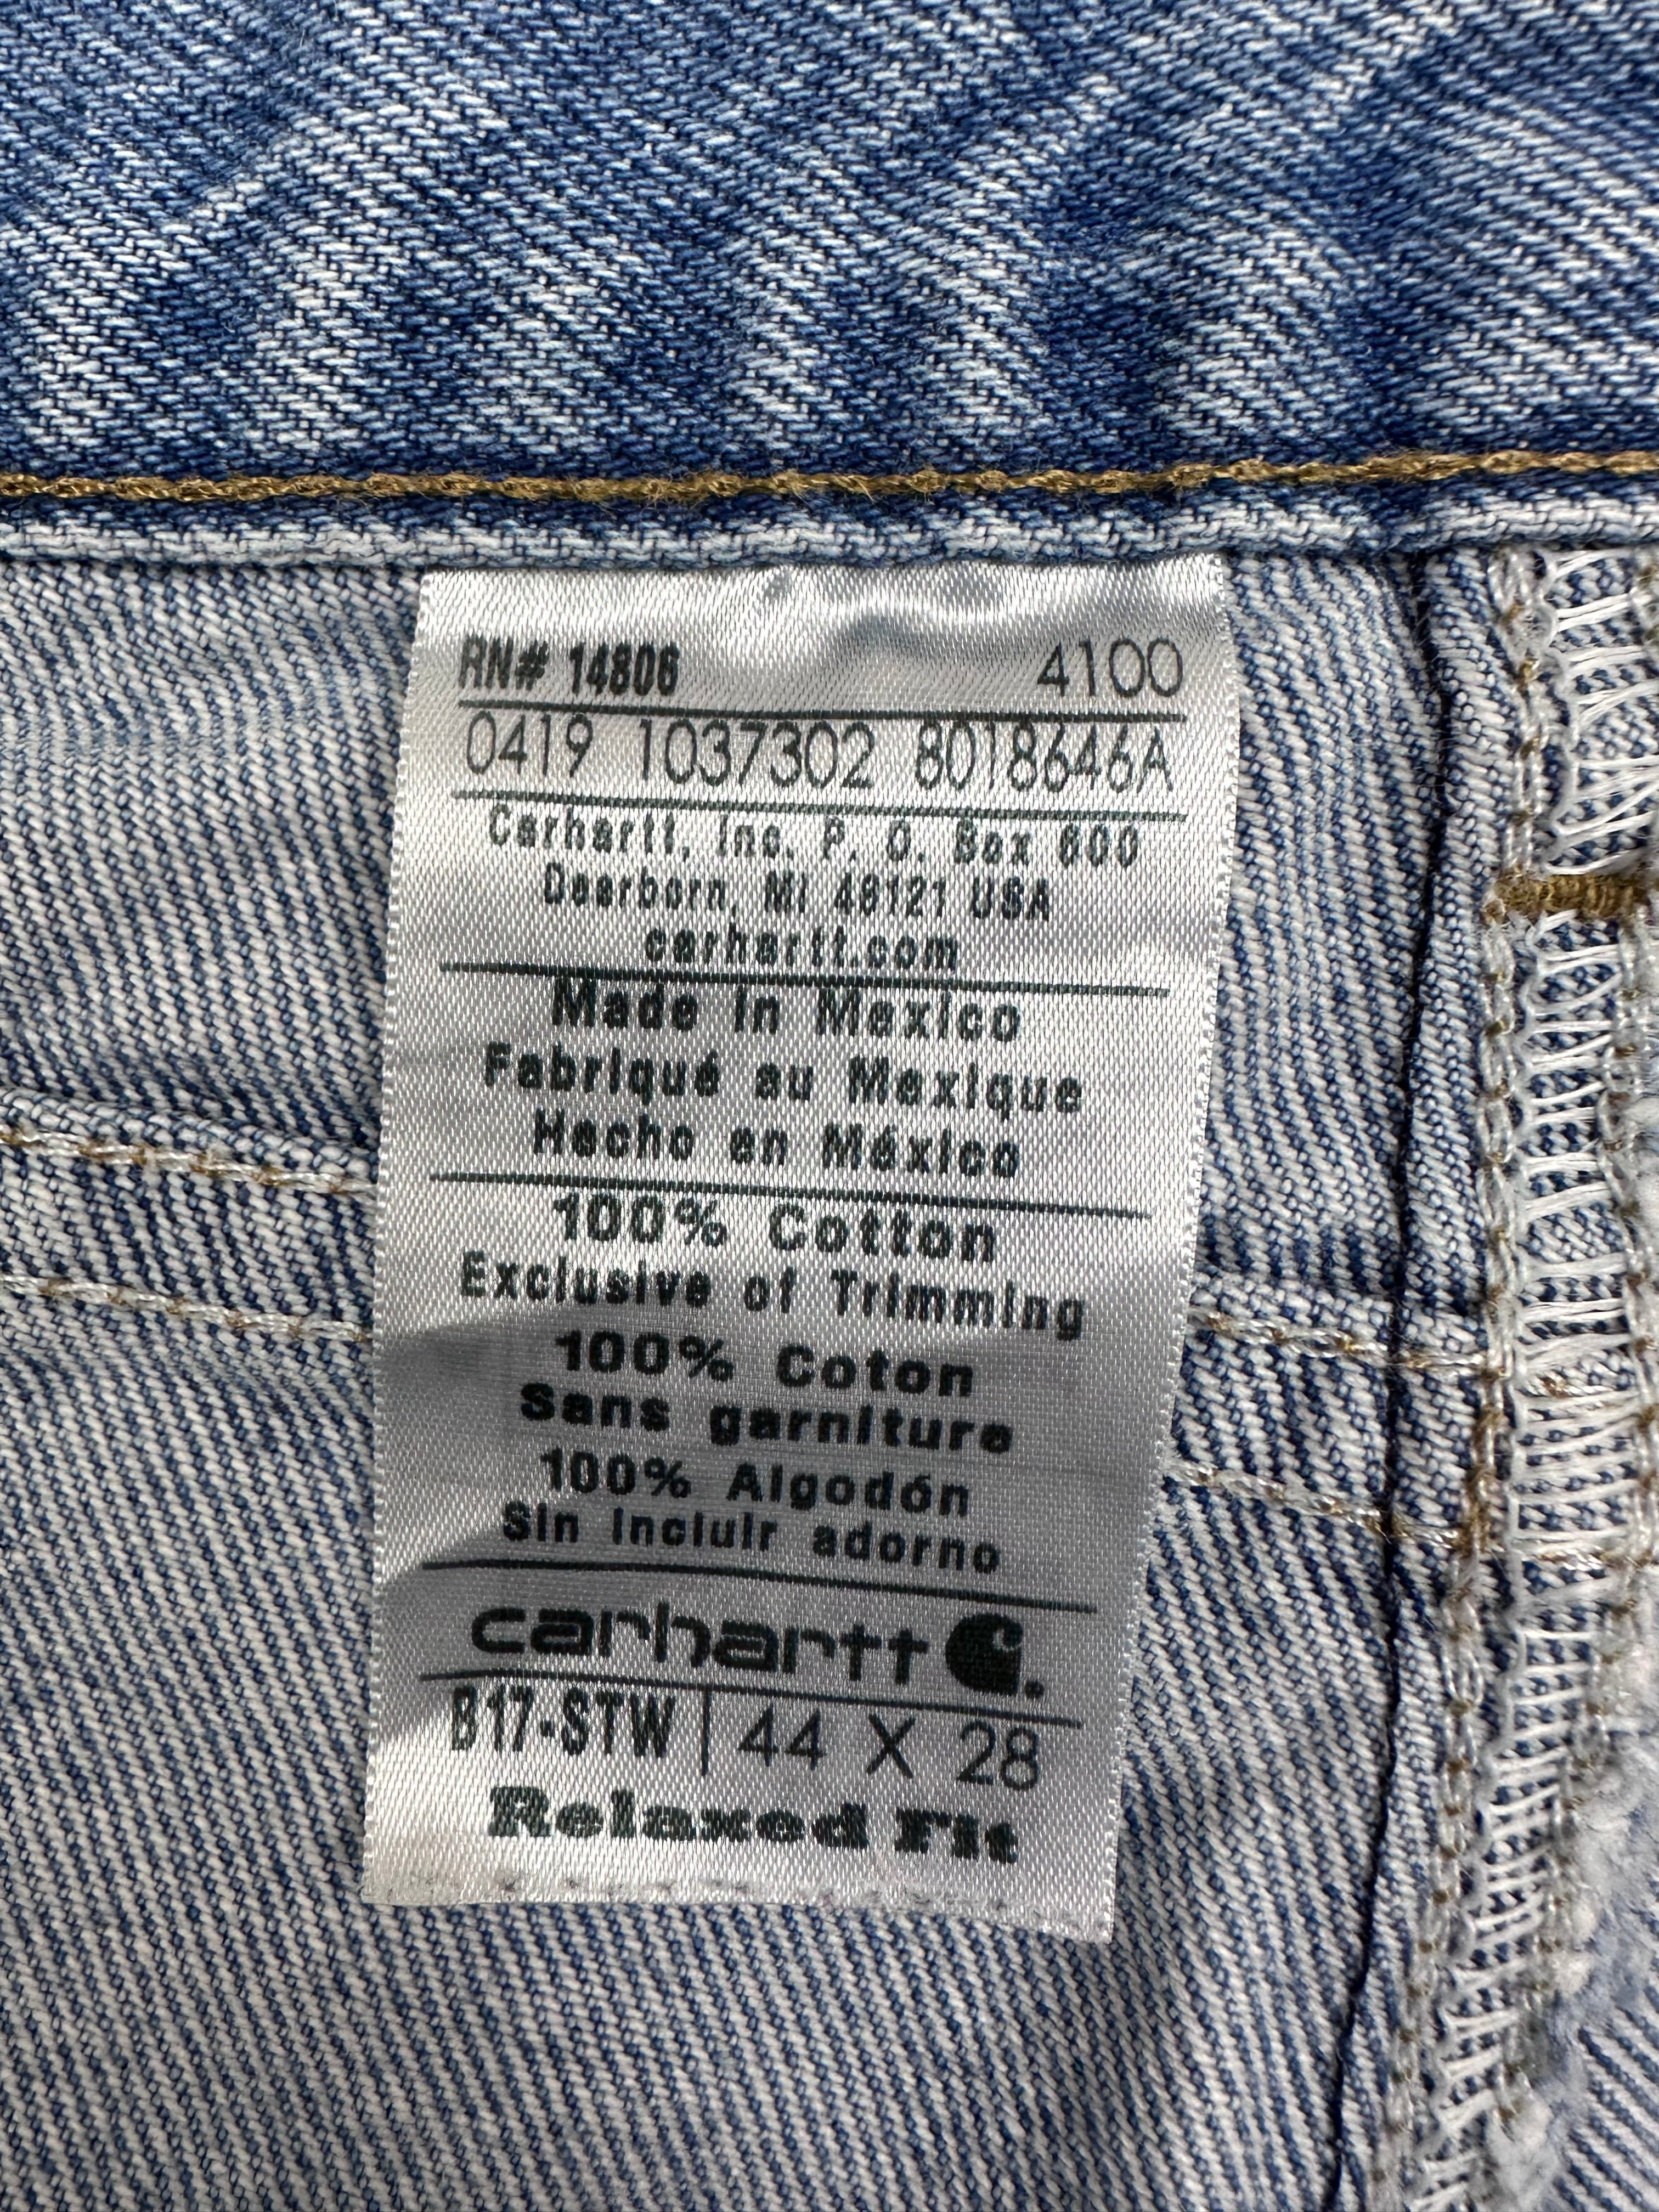 RN# 14806 4100
0419 1037302 8018646A
Carhartt, Inc. P. O. Box 600
Dearborn, MI 48121 USA
carhartt.com
Made in Mexico
Fabriqué au Mexique
Hecho en México
100% Cotton
Exclusive of Trimming
100% Coton
Sans garniture
100% Algodón
Sin incluir adorno
carhartt
B17-STW | 44 X 28
Relaxed Fit